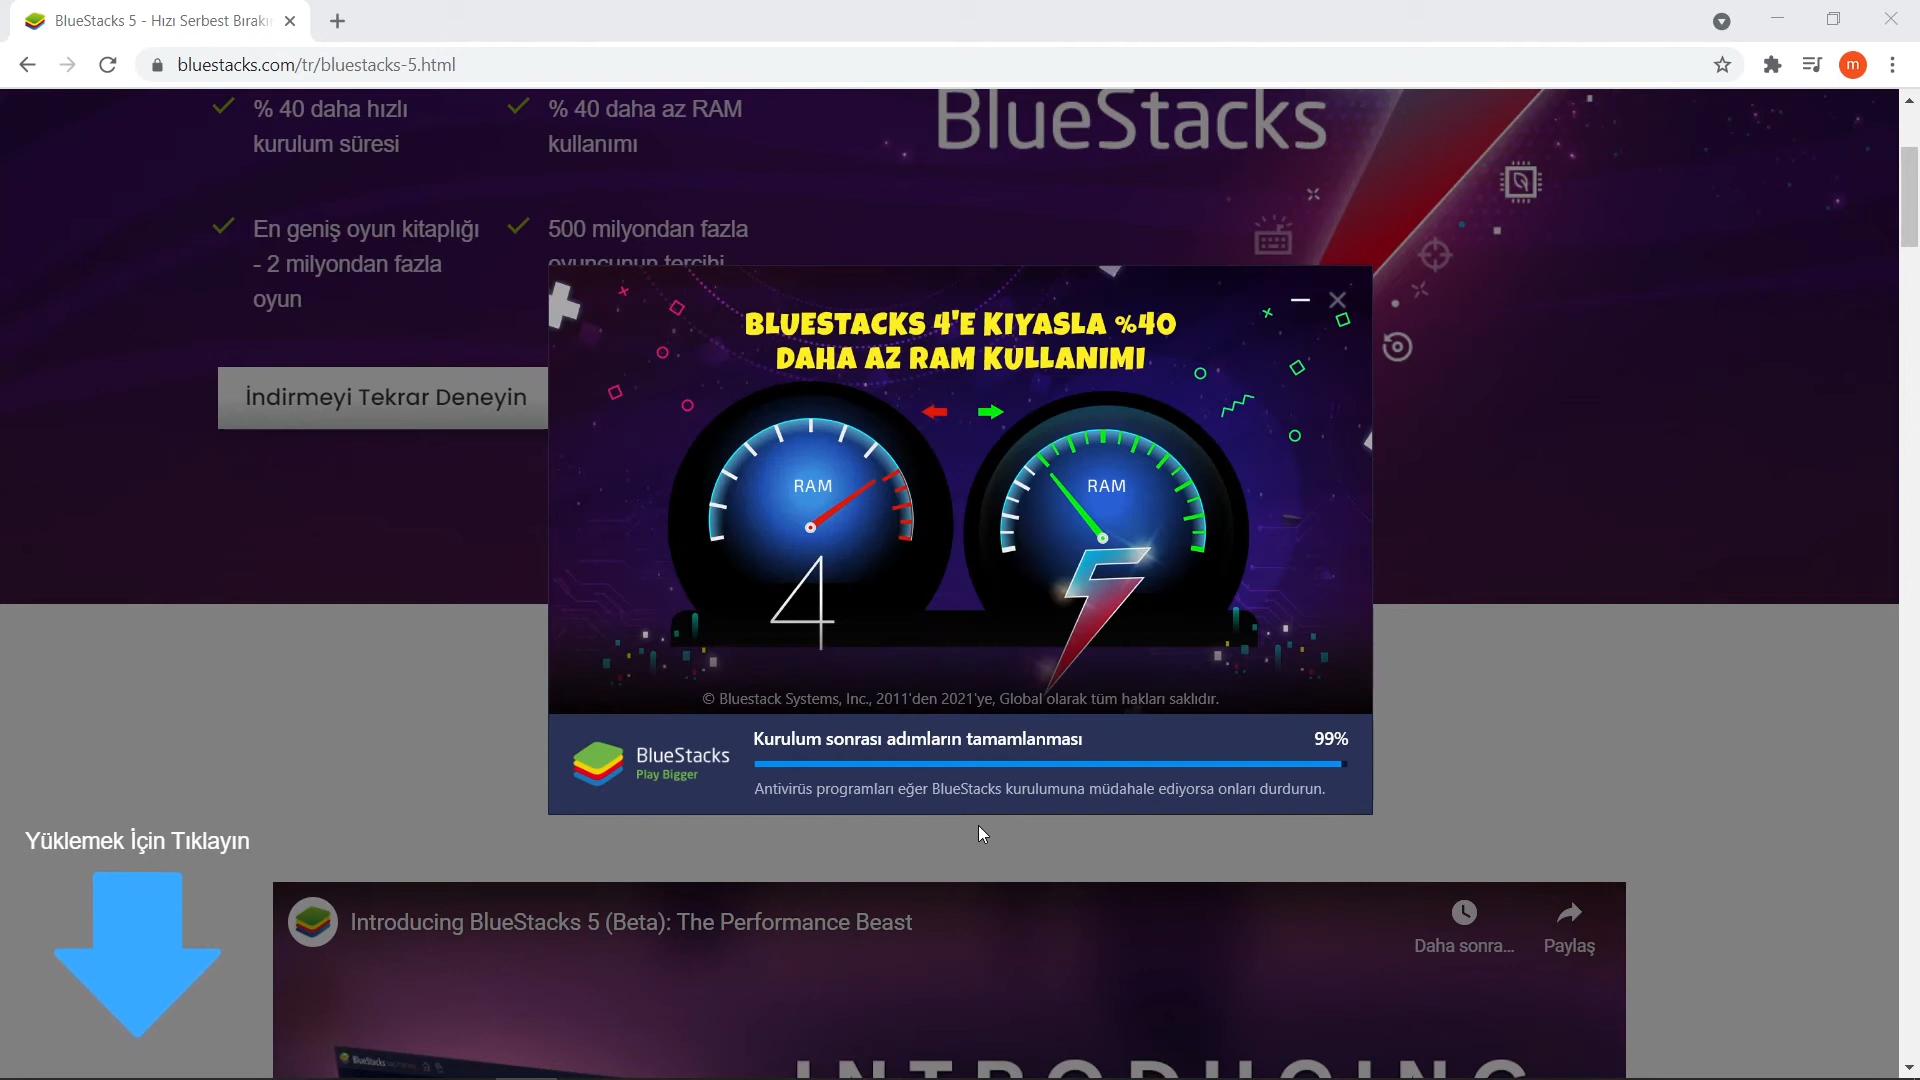 BlueStacks 5 - Hızı Serbest Bırakı
bluestacks.com/tr/bluestacks-5.html
m
BlueStacks
% 40 daha hızlı
kurulum süresi
% 40 daha az RAM
kullanımı
En geniş oyun kitaplığı
- 2 milyondan fazla
oyun
500 milyondan fazla
oyuncunun tercihi
İndirmeyi Tekrar Deneyin
BLUESTACKS 4'E KIYASLA %40
DAHA AZ RAM KULLANIMI
RAM
RAM
4
5
© Bluestack Systems, Inc., 2011'den 2021'ye, Global olarak tüm hakları saklıdır.
BlueStacks
Play Bigger
Kurulum sonrası adımların tamamlanması
99%
Antivirüs programları eğer BlueStacks kurulumuna müdahale ediyorsa onları durdurun.
Yüklemek İçin Tıklayın
Introducing BlueStacks 5 (Beta): The Performance Beast
Daha sonra...
Paylaş
BlueStacks
INTRODUCING